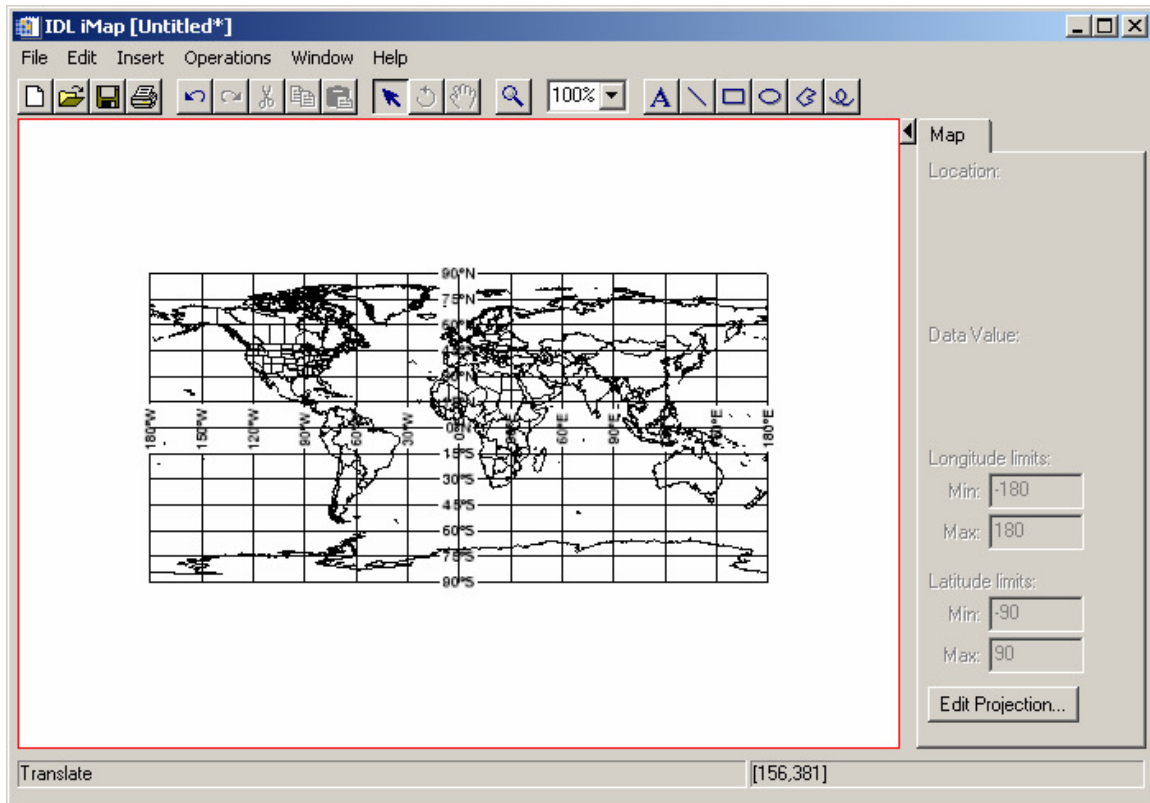 IDL iMap [Untitled*]
File Edit Insert Operations Window Help
100% A
Map
Location:
Data Value:
Longitude limits:
Min: -180
Max: 180
Latitude limits:
Min: -90
Max: 90
Edit Projection...
90°N
75°N
180°W 150°W 120°W 90°W 60°W 30°W 60°E 90°E 180°E
15°S
30°S
45°S
60°S
75°S
90°S
Translate [156,381]